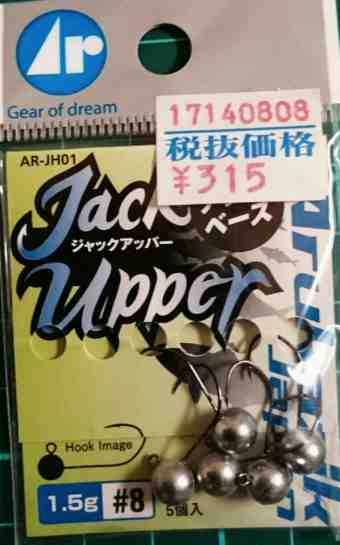 Ar
Gear of dream
17140808
税抜価格
¥315
AR-JH01
Jack
ベース
ジャックアッパー
Upper
Hook Image
1.5g
#8
5個入